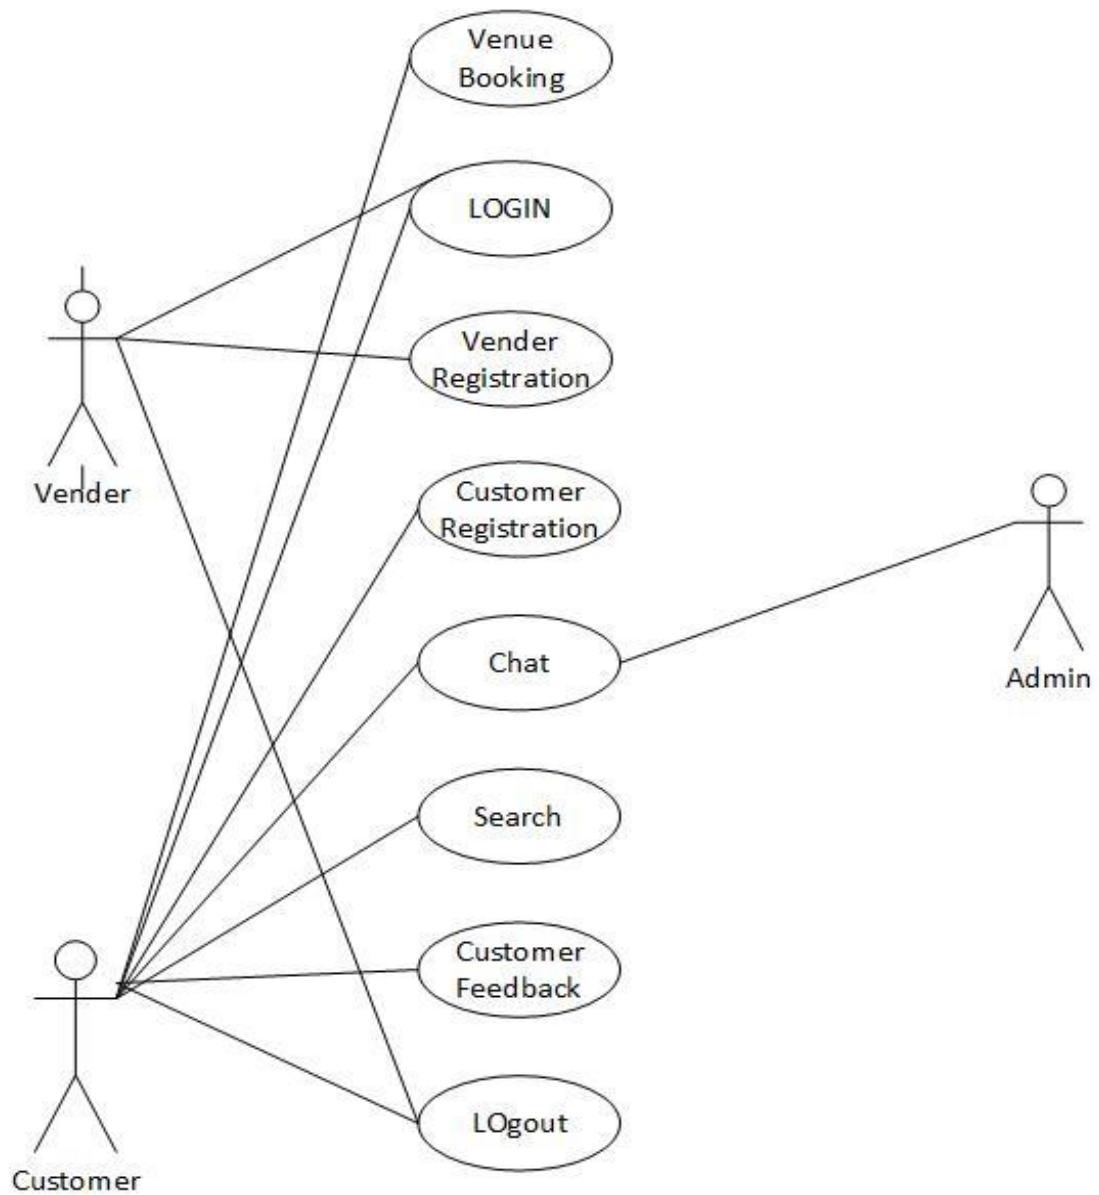 Venue
Booking
LOGIN
Vender
Registration
Vender
Customer
Registration
Chat
Admin
Search
Customer
Feedback
LOgout
Customer